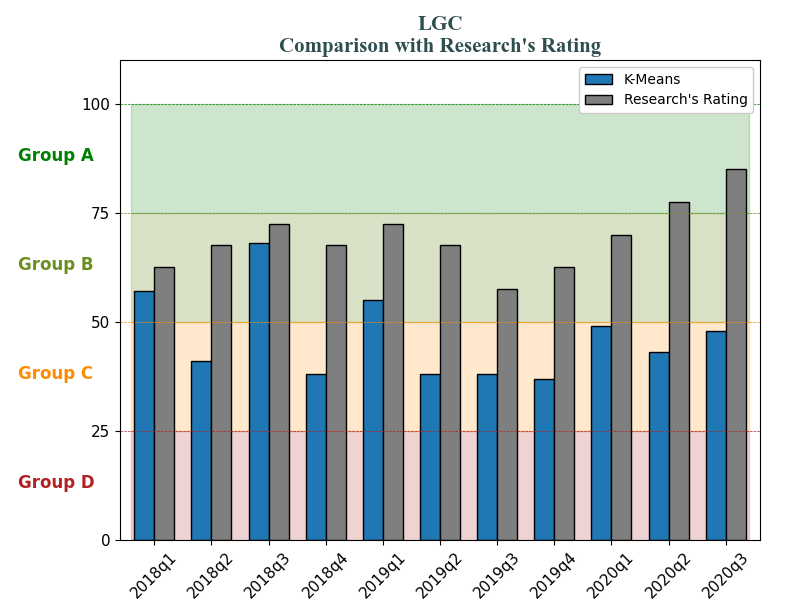 LGC
Comparison with Research's Rating
K-Means
Research's Rating
100
Group A
75
Group B
50
Group C
25
Group D
0
2018q1
2018q2
2018q3
2018q4
2019q1
2019q2
2019q3
2019q4
2020q1
2020q2
2020q3